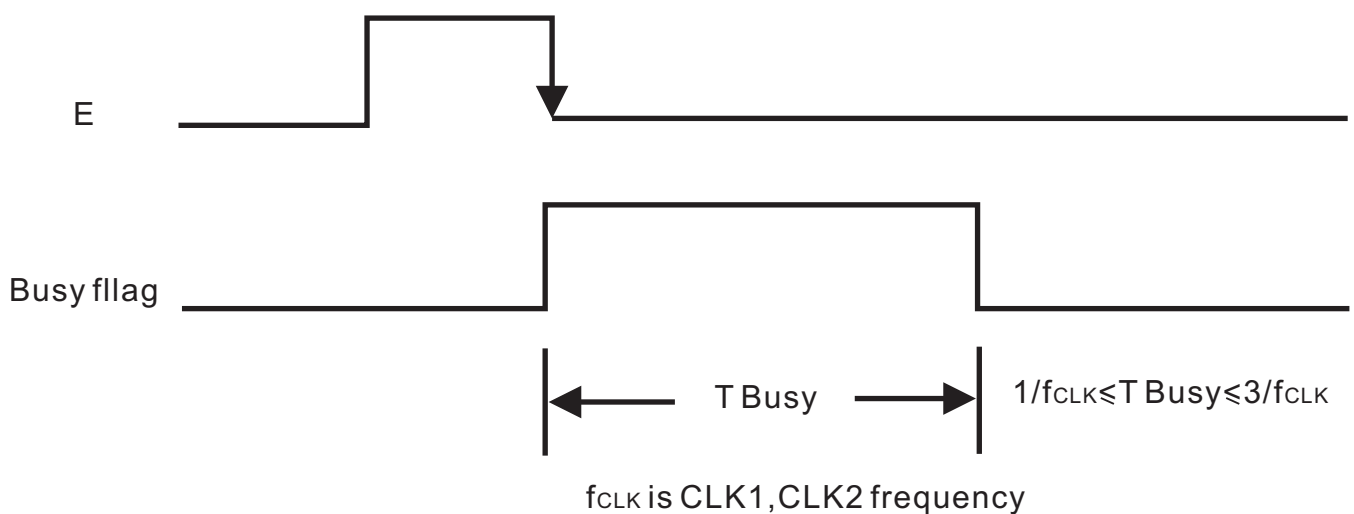 E
Busy fllag
T Busy
1/fCLK⩽T Busy⩽3/fCLK
fCLK is CLK1,CLK2 frequency